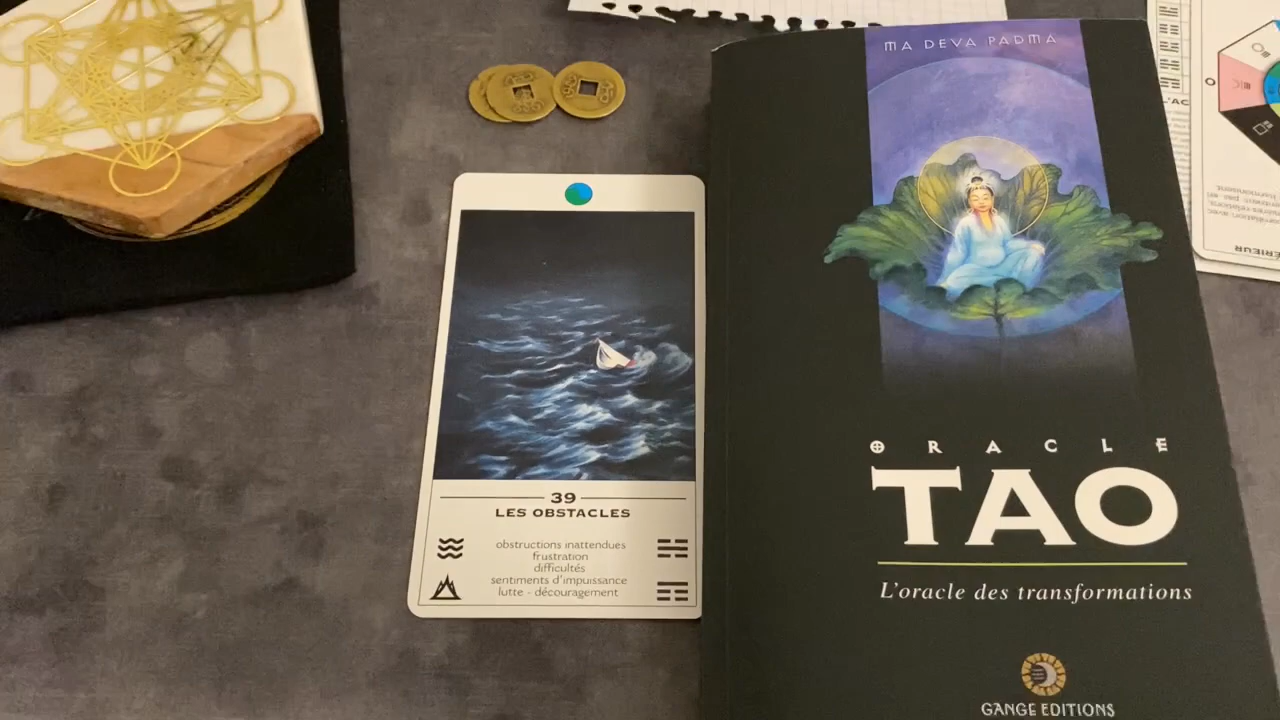 MA DEVA PADMA
ORACLE
TAO
L'oracle des transformations
GANGE EDITIONS
39
LES OBSTACLES
obstructions inattendues
frustration
difficultés
sentiments d'impuissance
lutte - découragement
L'AC